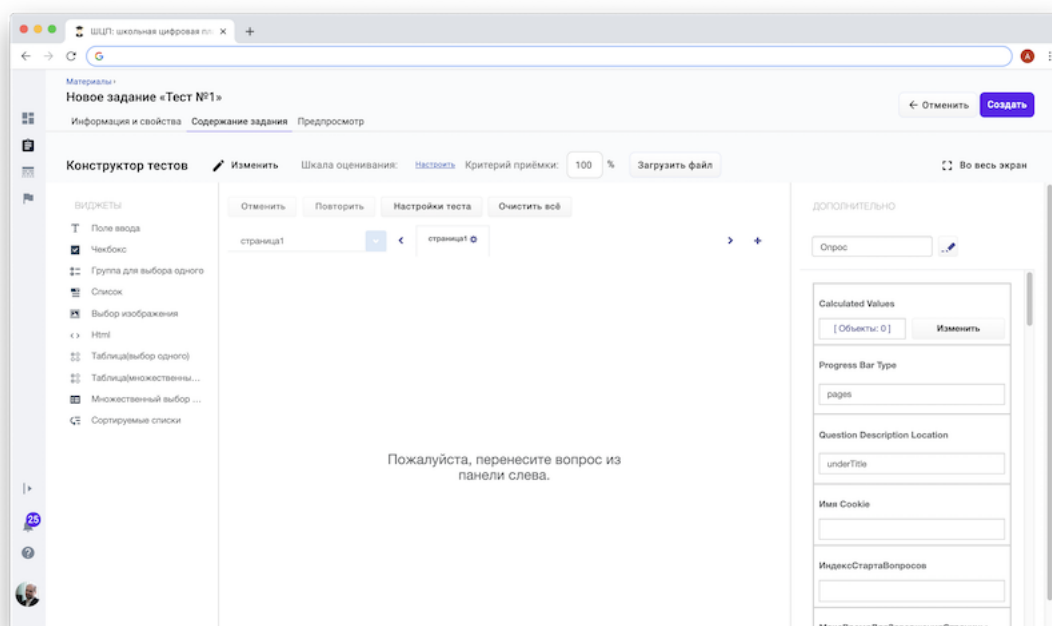 ШЦП: школьная цифровая пл
A
Материалы ›
Новое задание «Тест №1»
← Отменить
Создать
Информация и свойства Содержание задания Предпросмотр
Конструктор тестов
Изменить
Шкала оценивания: Настроить
Критерий приёмки: 100 %
Загрузить файл
Во весь экран
ВИДЖЕТЫ
Поле ввода
Чекбокс
Группа для выбора одного
Список
Выбор изображения
Html
Таблица(выбор одного)
Таблица(множественны...
Множественный выбор ...
Сортируемые списки
25
Отменить
Повторить
Настройки теста
Очистить всё
страница1
страница1
Пожалуйста, перенесите вопрос из
панели слева.
ДОПОЛНИТЕЛЬНО
Опрос
Calculated Values
[ Объекты: 0 ]
Изменить
Progress Bar Type
pages
Question Description Location
underTitle
Имя Cookie
ИндексСтартаВопросов